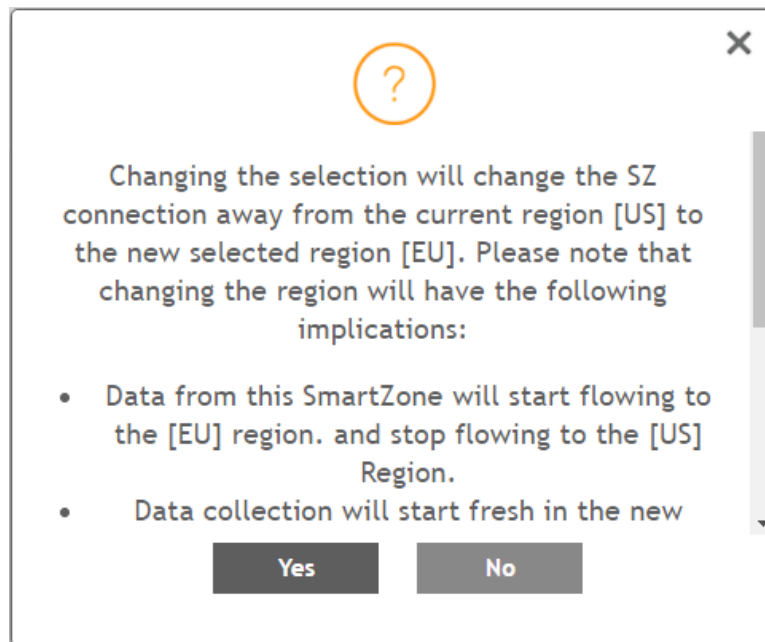 ?
Changing the selection will change the SZ
connection away from the current region [US] to
the new selected region [EU]. Please note that
changing the region will have the following
implications:
• Data from this SmartZone will start flowing to
the [EU] region. and stop flowing to the [US]
Region.
• Data collection will start fresh in the new
Yes No